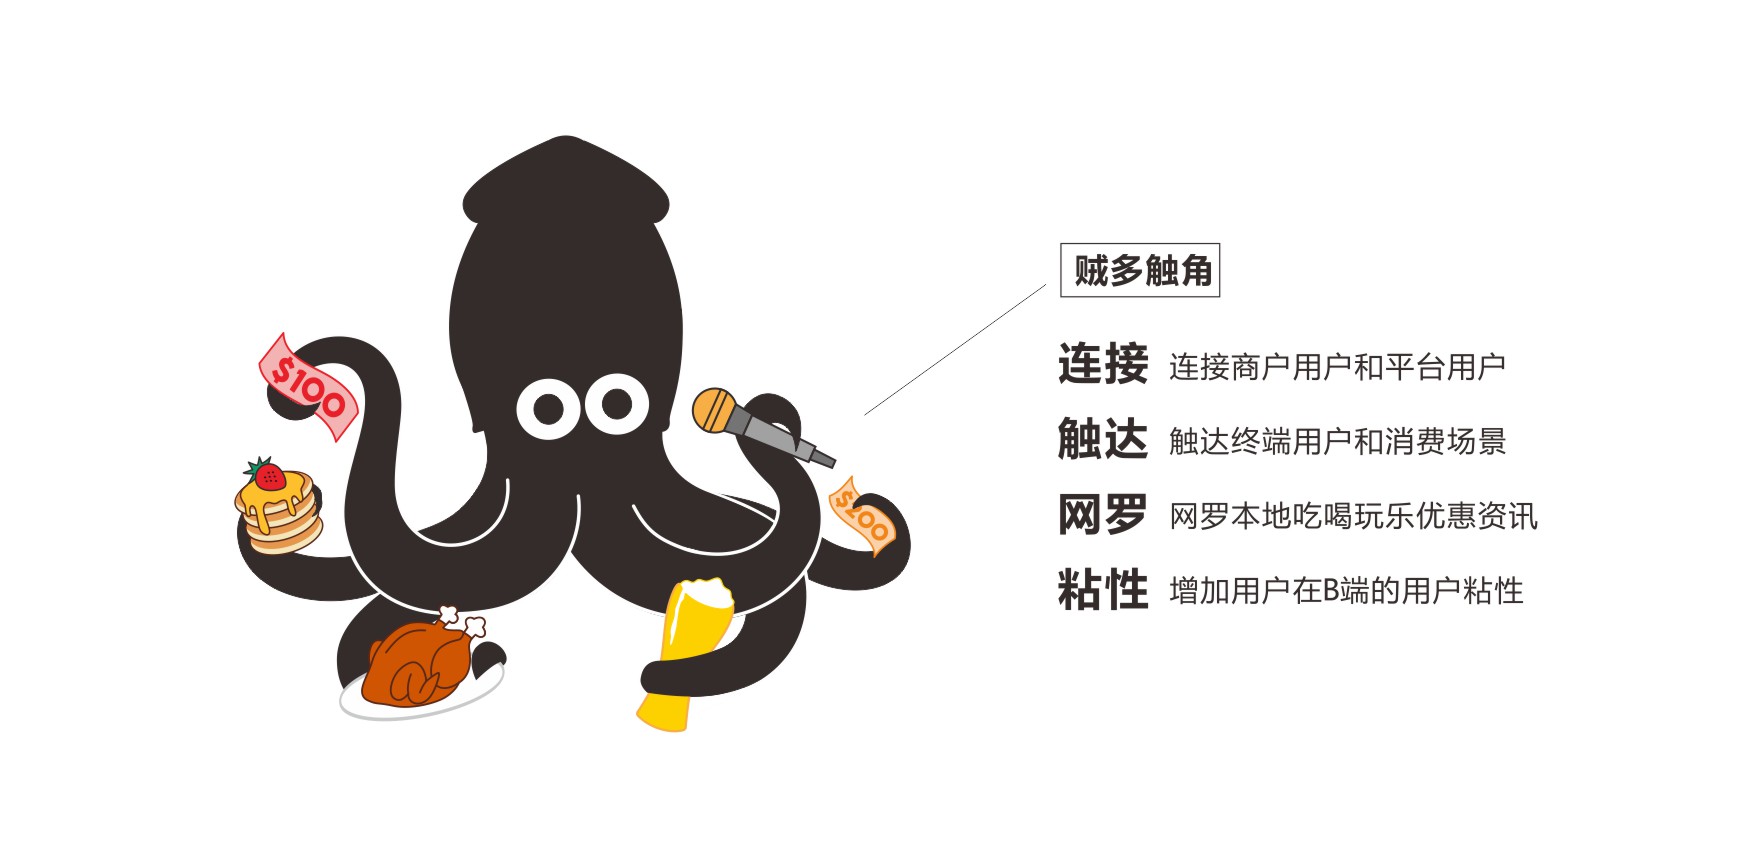 $100
$200
贼多触角
连接 连接商户用户和平台用户
触达 触达终端用户和消费场景
网罗 网罗本地吃喝玩乐优惠资讯
粘性 增加用户在B端的用户粘性